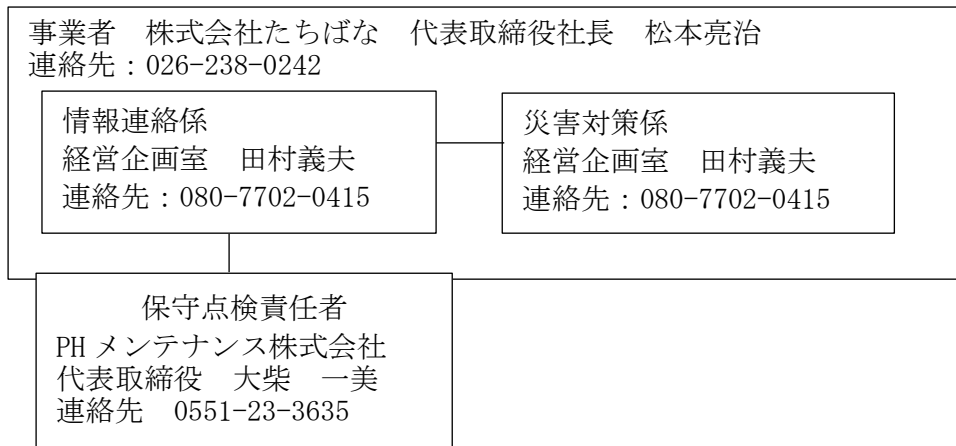 事業者　株式会社たちばな　代表取締役社長　松本亮治
連絡先：026-238-0242
情報連絡係
経営企画室　田村義夫
連絡先：080-7702-0415
災害対策係
経営企画室　田村義夫
連絡先：080-7702-0415
保守点検責任者
PH メンテナンス株式会社
代表取締役　大柴　一美
連絡先　0551-23-3635